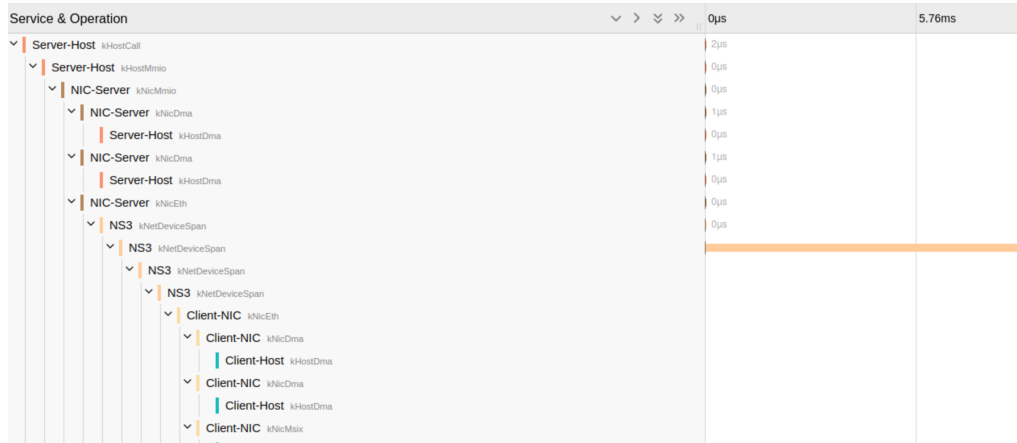 Service & Operation 0μs 5.76ms
Server-Host kHostCall 2μs
Server-Host kHostMmio 0μs
NIC-Server kNicMmio 0μs
NIC-Server kNicDma 1μs
Server-Host kHostDma 0μs
NIC-Server kNicDma 1μs
Server-Host kHostDma 0μs
NIC-Server kNicEth 0μs
NS3 kNetDeviceSpan 0μs
NS3 kNetDeviceSpan
NS3 kNetDeviceSpan
NS3 kNetDeviceSpan
Client-NIC kNicEth
Client-NIC kNicDma
Client-Host kHostDma
Client-NIC kNicDma
Client-Host kHostDma
Client-NIC kNicMsix